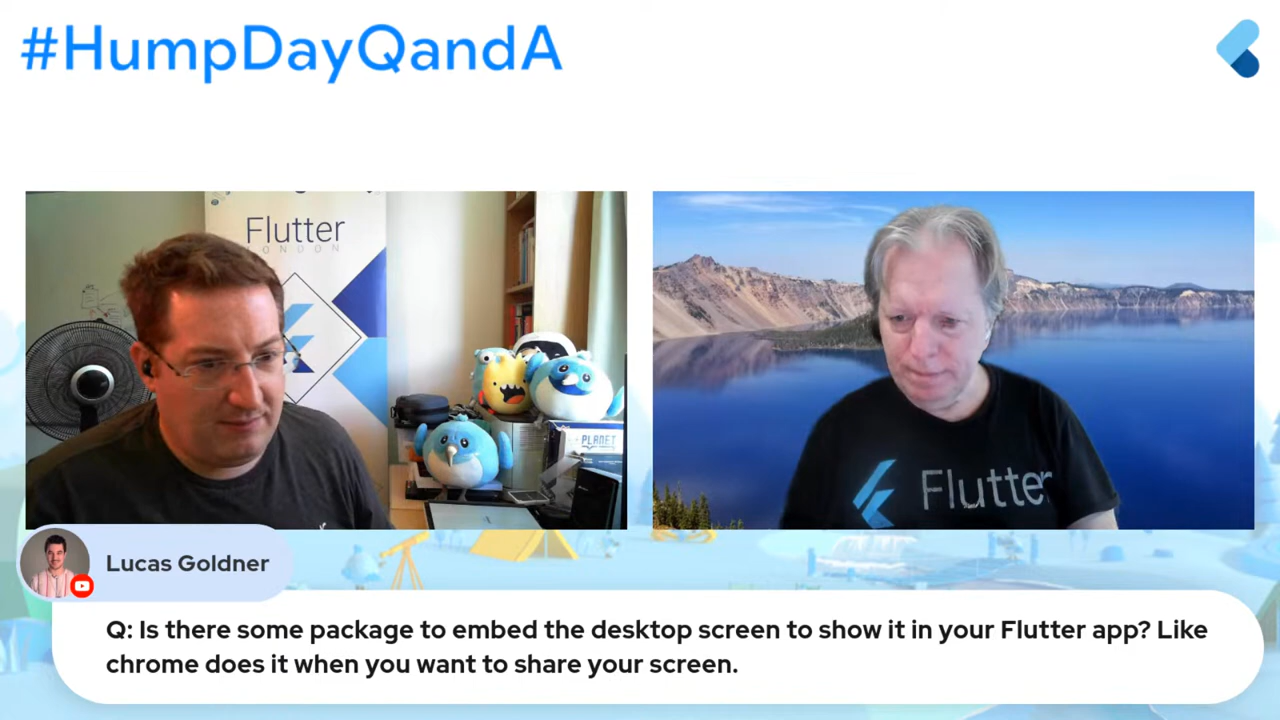 #HumpDayQandA
Flutter
LONDON
PLANET
Flutter
Lucas Goldner
Q: Is there some package to embed the desktop screen to show it in your Flutter app? Like
chrome does it when you want to share your screen.